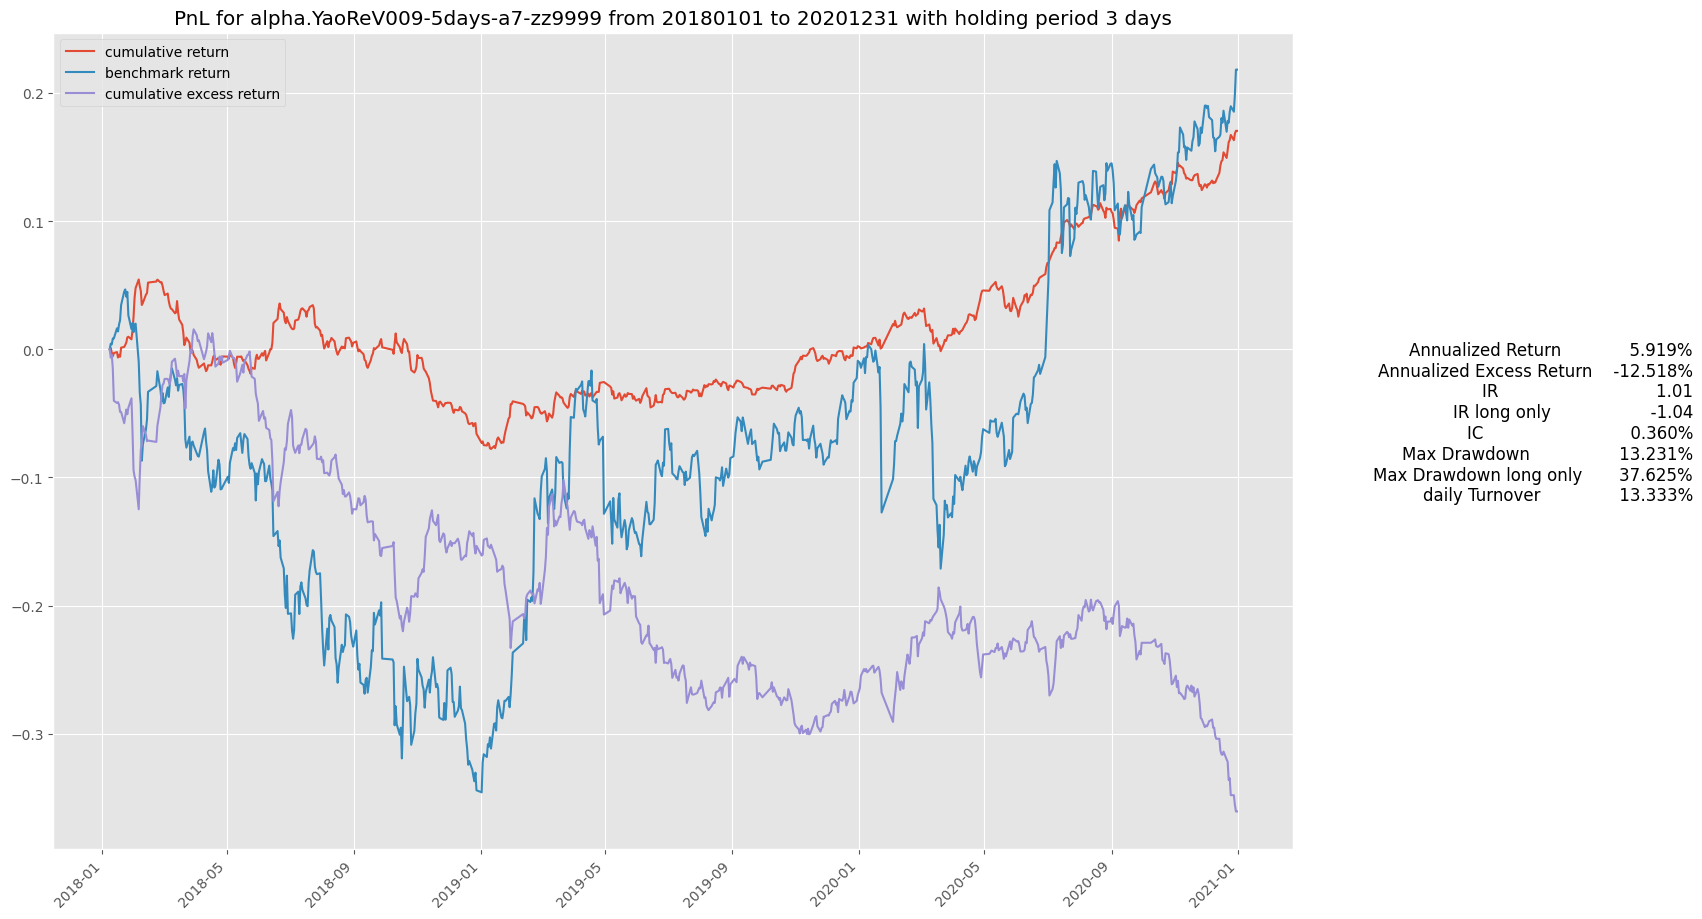 PnL for alpha.YaoReV009-5days-a7-zz9999 from 20180101 to 20201231 with holding period 3 days
cumulative return
benchmark return
cumulative excess return
0.2
0.1
0.0
−0.1
−0.2
−0.3
2018-01
2018-05
2018-09
2019-01
2019-05
2019-09
2020-01
2020-05
2020-09
2021-01
Annualized Return 5.919%
Annualized Excess Return -12.518%
IR 1.01
IR long only -1.04
IC 0.360%
Max Drawdown 13.231%
Max Drawdown long only 37.625%
daily Turnover 13.333%